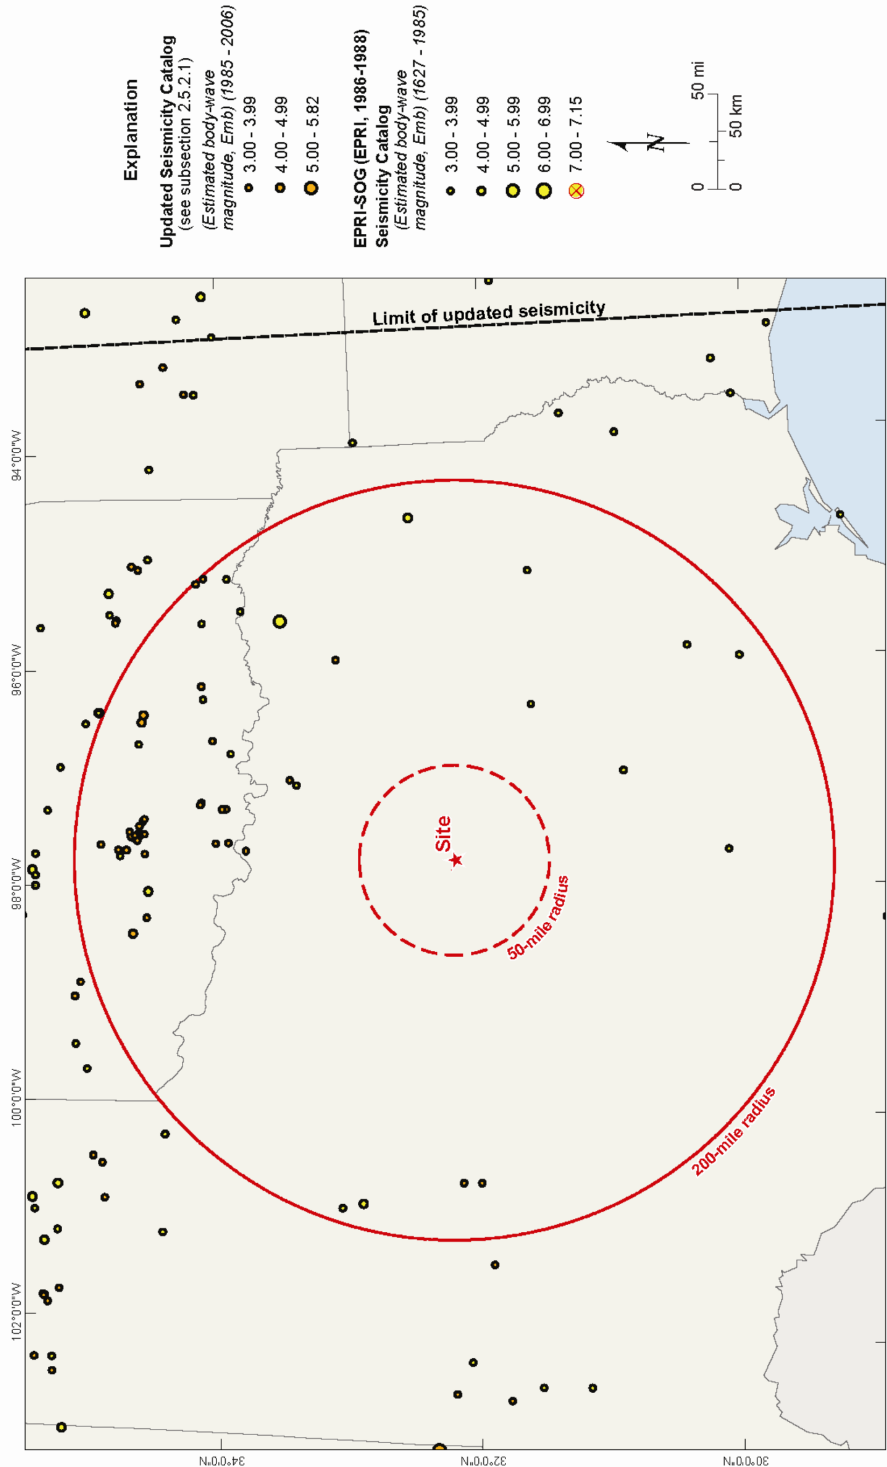 Explanation
Updated Seismicity Catalog
(see subsection 2.5.2.1)
(Estimated body-wave
magnitude, Emb) (1985 - 2006)
3.00 - 3.99
4.00 - 4.99
5.00 - 5.82
EPRI-SOG (EPRI, 1986-1988)
Seismicity Catalog
(Estimated body-wave
magnitude, Emb) (1627 - 1985)
3.00 - 3.99
4.00 - 4.99
5.00 - 5.99
6.00 - 6.99
7.00 - 7.15
N
0 50 mi
0 50 km
102°0'0"W
100°0'0"W
98°0'0"W
96°0'0"W
94°0'0"W
34°0'0"N
32°0'0"N
30°0'0"N
Limit of updated seismicity
Site
50-mile radius
200-mile radius